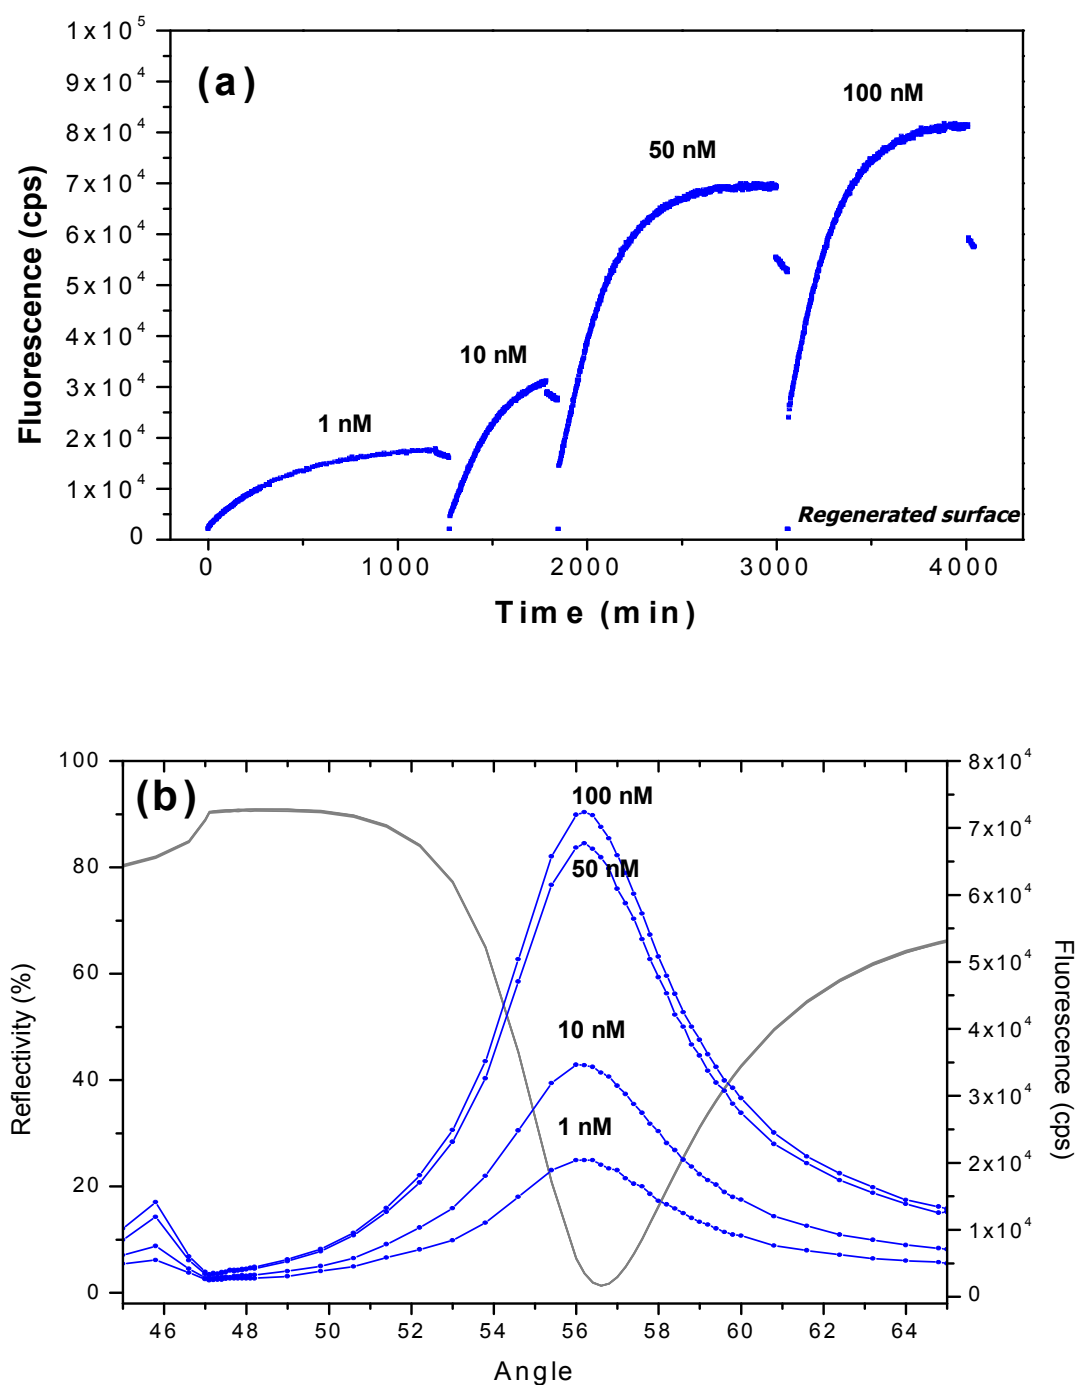 (a)
1x10^5
9x10^4
8x10^4
7x10^4
6x10^4
5x10^4
4x10^4
3x10^4
2x10^4
1x10^4
0
Fluorescence (cps)
1 nM
10 nM
50 nM
100 nM
Regenerated surface
0 1000 2000 3000 4000
Time (min)
(b)
100
80
60
40
20
0
Reflectivity (%)
100 nM
50 nM
10 nM
1 nM
8x10^4
7x10^4
6x10^4
5x10^4
4x10^4
3x10^4
2x10^4
1x10^4
0
Fluorescence (cps)
46 48 50 52 54 56 58 60 62 64
Angle